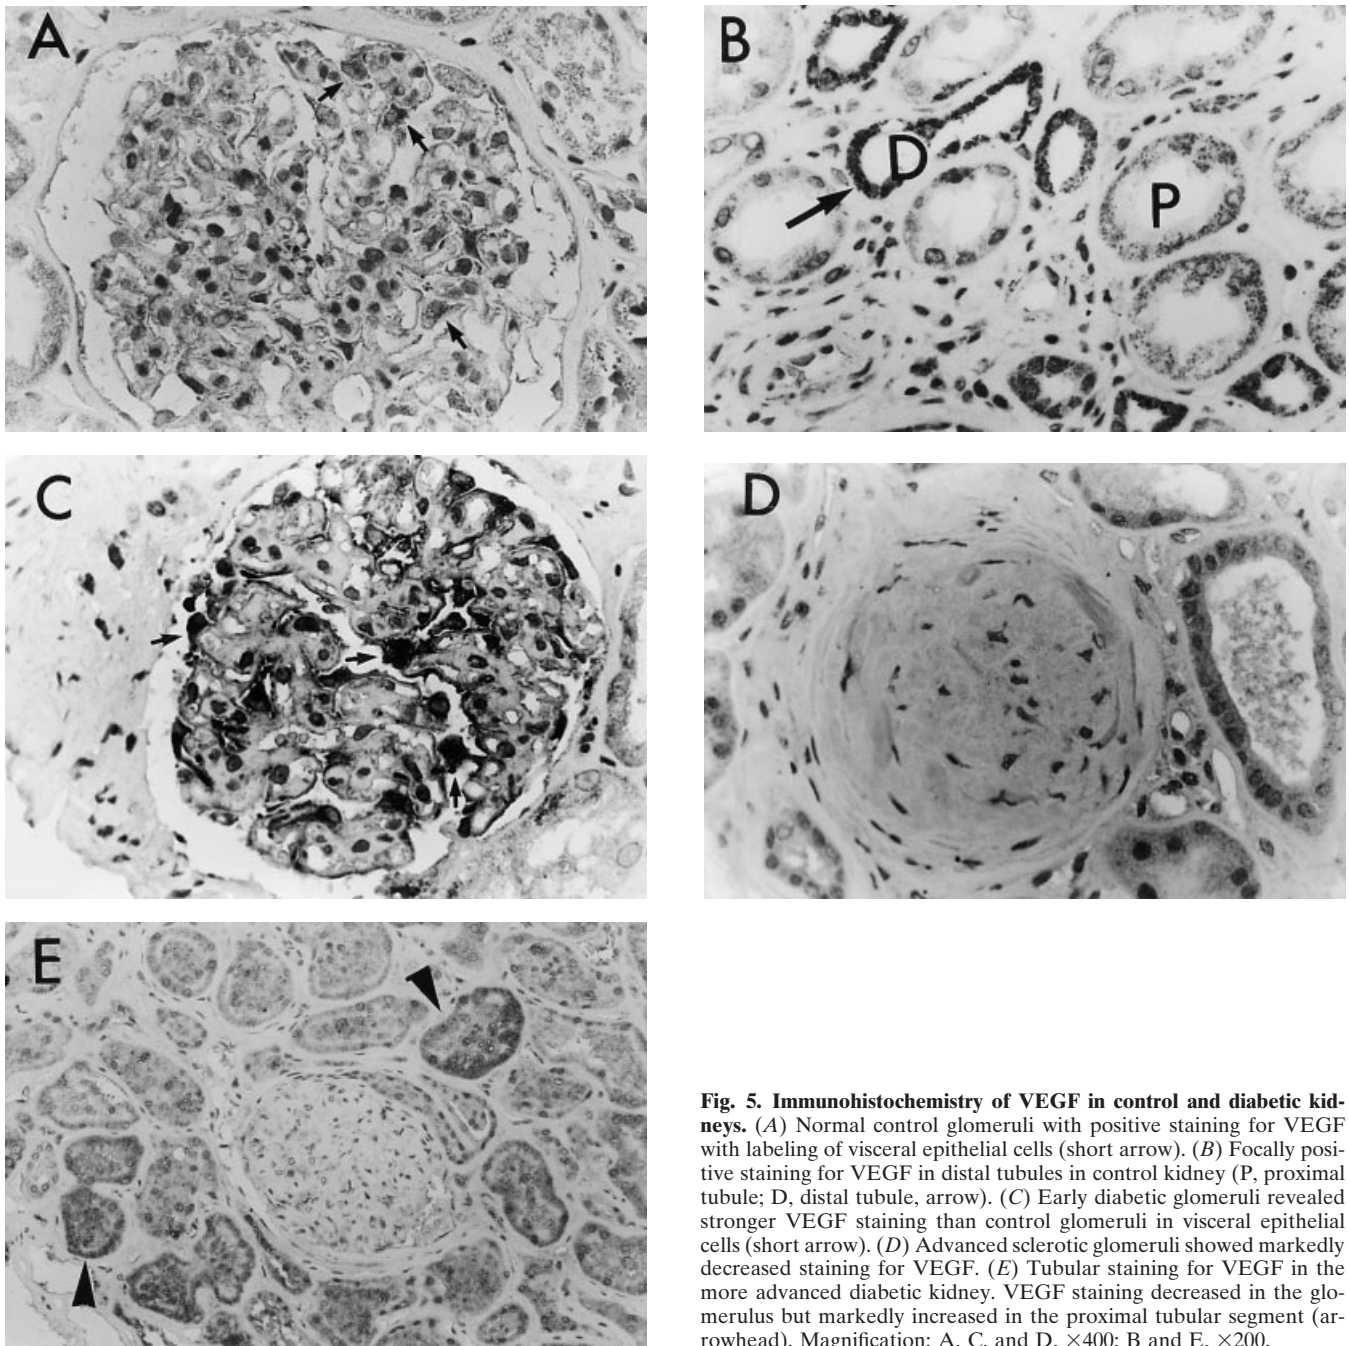 A
B
D
P
C
D
E
Fig. 5. Immunohistochemistry of VEGF in control and diabetic kid-
neys. (A) Normal control glomeruli with positive staining for VEGF
with labeling of visceral epithelial cells (short arrow). (B) Focally posi-
tive staining for VEGF in distal tubules in control kidney (P, proximal
tubule; D, distal tubule, arrow). (C) Early diabetic glomeruli revealed
stronger VEGF staining than control glomeruli in visceral epithelial
cells (short arrow). (D) Advanced sclerotic glomeruli showed markedly
decreased staining for VEGF. (E) Tubular staining for VEGF in the
more advanced diabetic kidney. VEGF staining decreased in the glo-
merulus but markedly increased in the proximal tubular segment (ar-
rowhead). Magnification: A, C, and D, ×400; B and E, ×200.